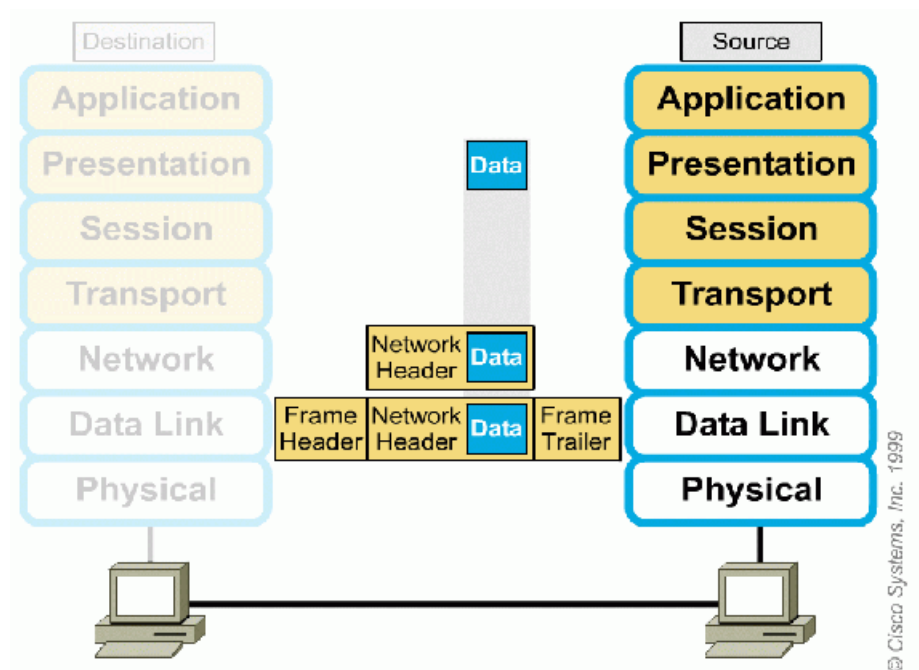 Destination
Application
Presentation
Session
Transport
Network
Data Link
Physical
Data
Network
Header
Data
Frame
Header
Network
Header
Data
Frame
Trailer
Source
Application
Presentation
Session
Transport
Network
Data Link
Physical
© Cisco Systems, Inc. 1999